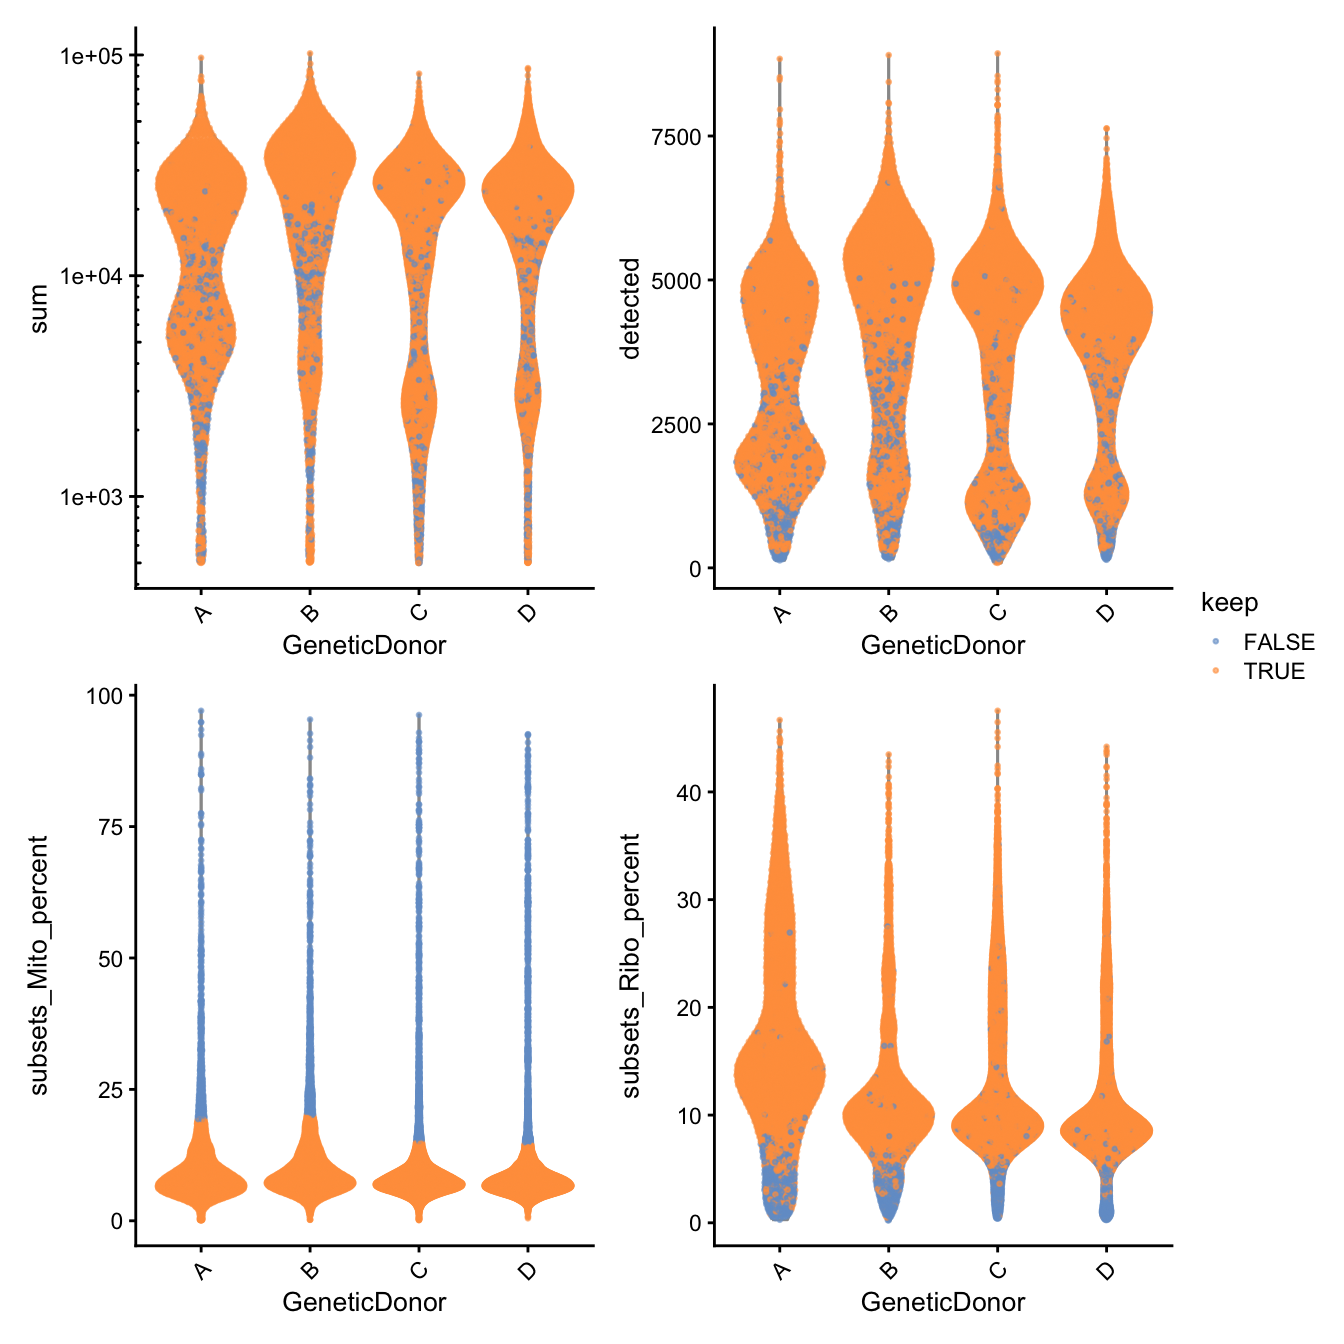 sum
1e+05
1e+04
1e+03
A B C D
GeneticDonor
detected
7500
5000
2500
0
A B C D
GeneticDonor
keep
FALSE
TRUE
subsets_Mito_percent
100
75
50
25
0
A B C D
GeneticDonor
subsets_Ribo_percent
40
30
20
10
0
A B C D
GeneticDonor